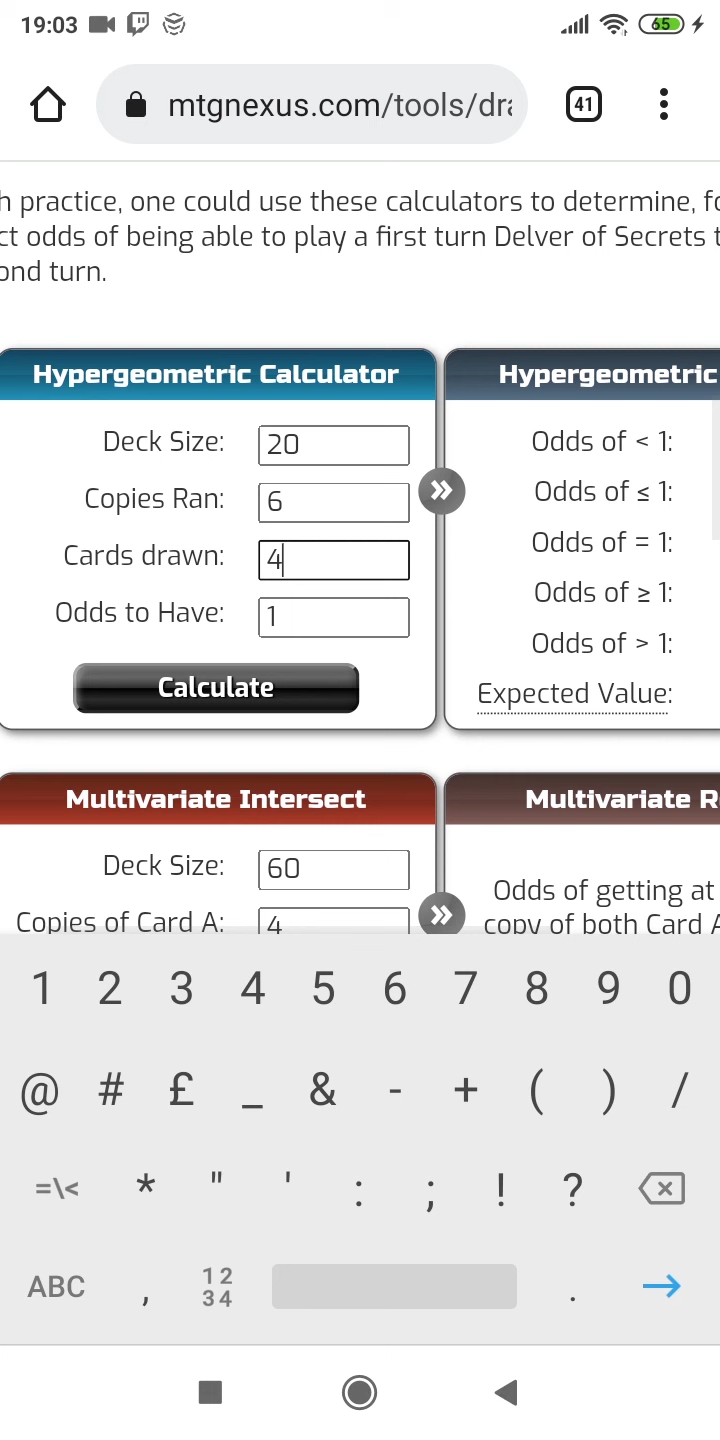 19:03
65
mtgnexus.com/tools/dra
41
h practice, one could use these calculators to determine, fo
ct odds of being able to play a first turn Delver of Secrets t
ond turn.
Hypergeometric Calculator
Deck Size: 20
Copies Ran: 6
Cards drawn: 4
Odds to Have: 1
Calculate
Hypergeometric
Odds of < 1:
Odds of ≤ 1:
Odds of = 1:
Odds of ≥ 1:
Odds of > 1:
Expected Value:
Multivariate Intersect
Deck Size: 60
Copies of Card A: 4
Multivariate R
Odds of getting at
copy of both Card A
1 2 3 4 5 6 7 8 9 0
@ # £ _ & - + ( ) /
=\< * " ' : ; ! ?
ABC , 12 .
34